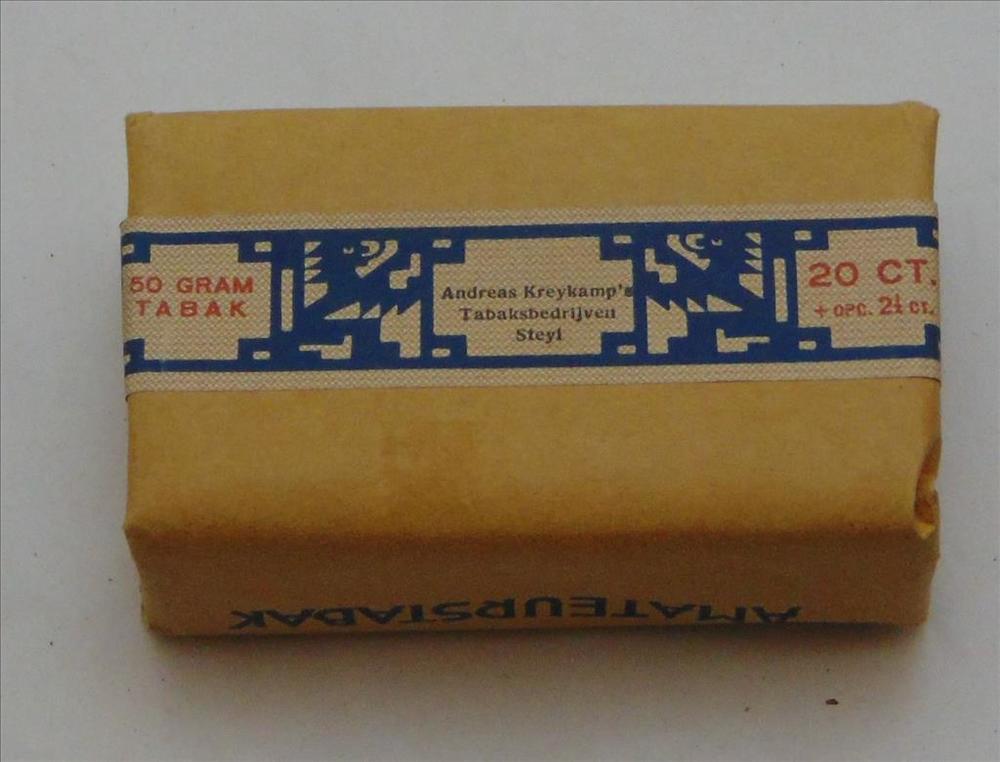 50 GRAM
TABAK
Andreas Kreykamp's
Tabaksbedrijven
Steyl
20 CT.
+ OPC. 2½ CT.
AMATEURSTABAK